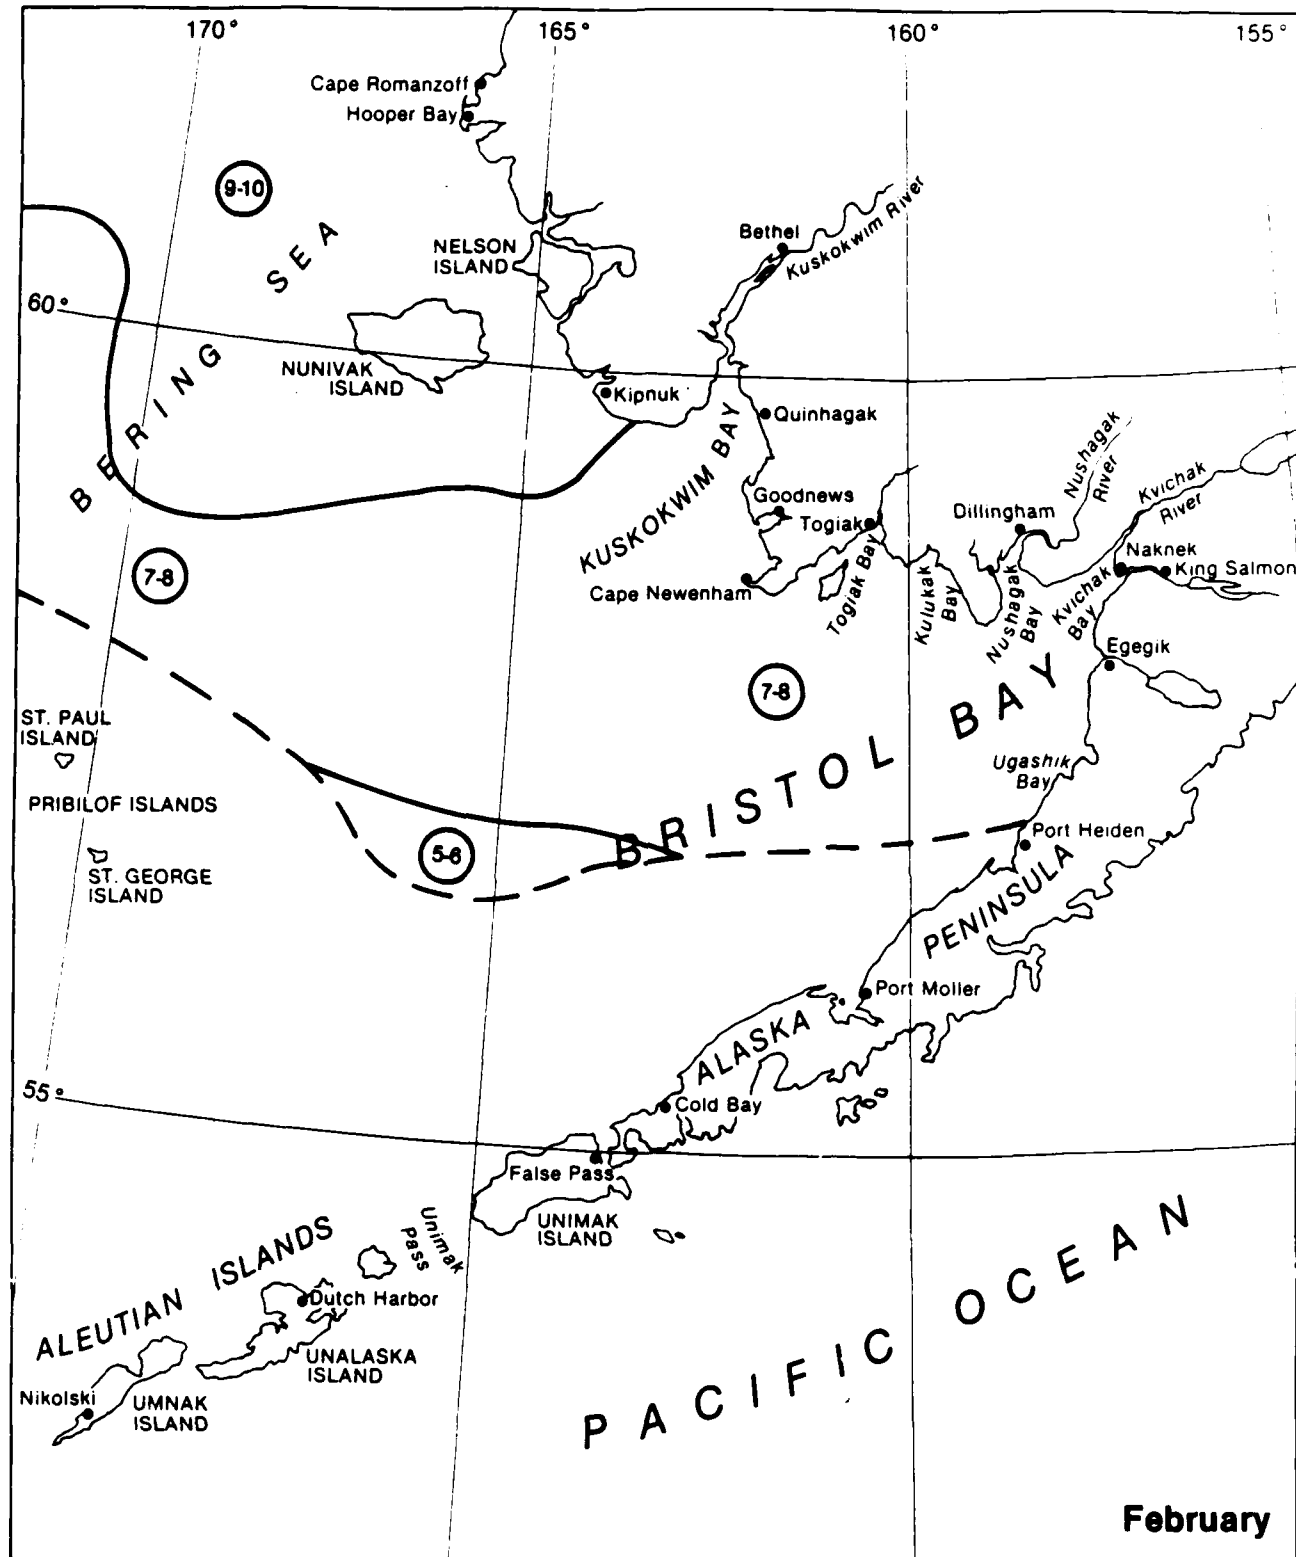 170°
165°
160°
155°
Cape Romanzoff
Hooper Bay
9-10
BERING SEA
NELSON
ISLAND
Bethel
Kuskokwim River
60°
NUNIVAK
ISLAND
Kipnuk
Quinhagak
KUSKOKWIM BAY
Goodnews
Togiak
Cape Newenham
Togiak Bay
Kulukak
Bay
Dillingham
Nushagak
River
Nushagak
Bay
Kvichak
River
Kvichak
Bay
Naknek
King Salmon
Egegik
7-8
7-8
BRISTOL BAY
ST. PAUL
ISLAND
PRIBILOF ISLANDS
ST. GEORGE
ISLAND
5-6
Ugashik
Bay
Port Heiden
ALASKA PENINSULA
Port Moller
55°
Cold Bay
False Pass
UNIMAK
ISLAND
Unimak
Pass
ALEUTIAN ISLANDS
Dutch Harbor
UNALASKA
ISLAND
Nikolski
UMNAK
ISLAND
PACIFIC OCEAN
February